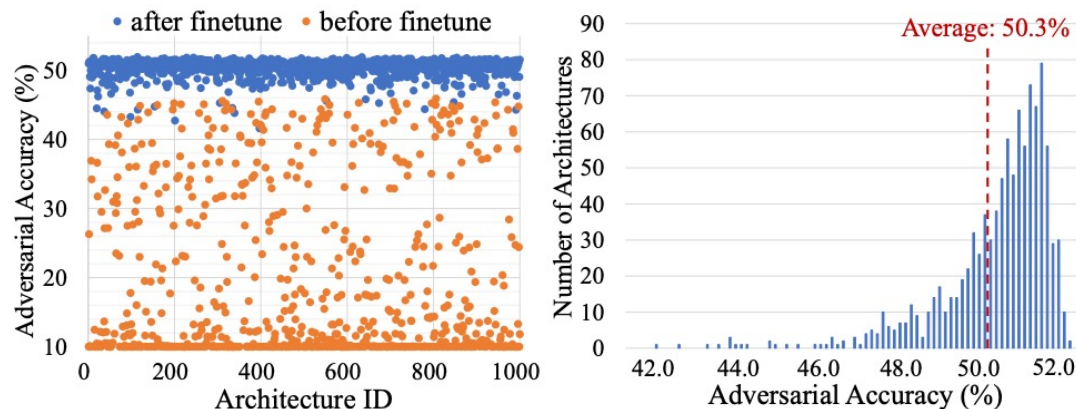 after finetune before finetune
Adversarial Accuracy (%)
50
40
30
20
10
0 200 400 600 800 1000
Architecture ID
Average: 50.3%
Number of Architectures
90
80
70
60
50
40
30
20
10
0
42.0 44.0 46.0 48.0 50.0 52.0
Adversarial Accuracy (%)